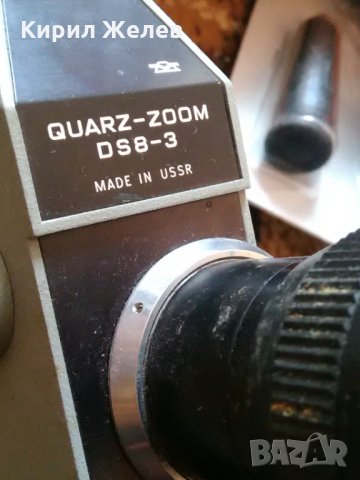 Кирил Желев
QUARZ-ZOOM
DS8-3
MADE IN USSR
BAZAR